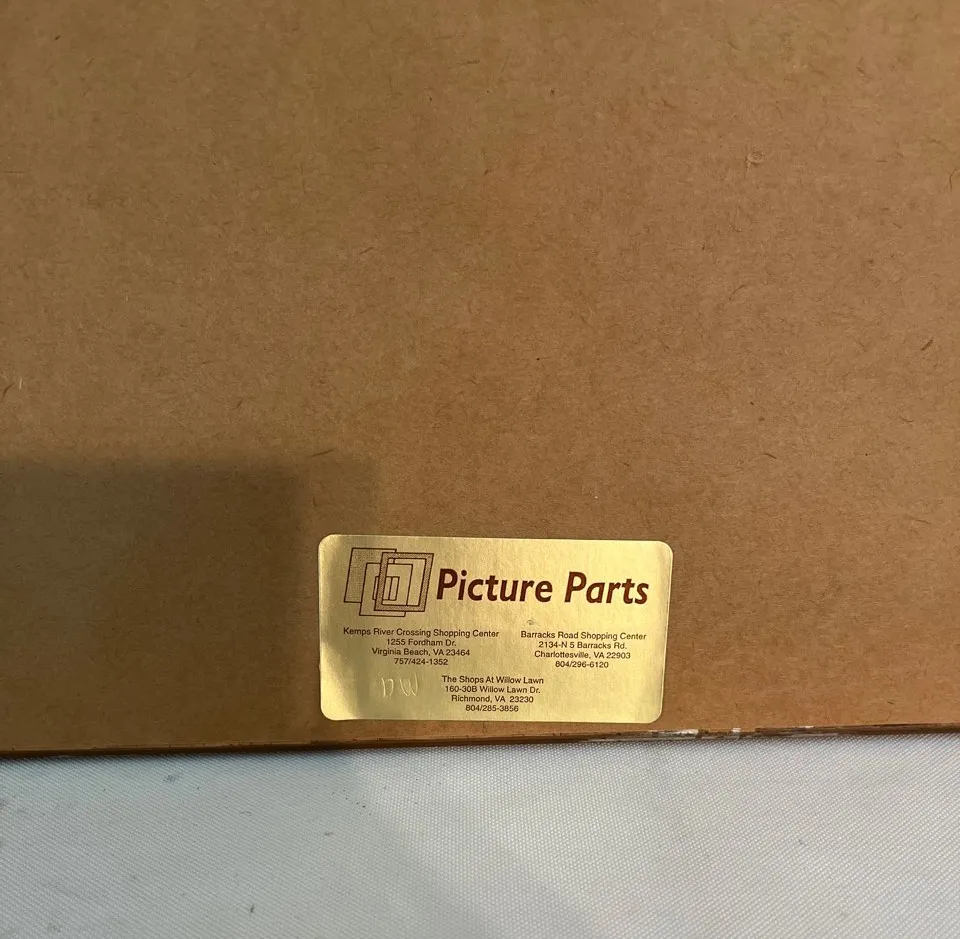 Picture Parts
Kemps River Crossing Shopping Center
1255 Fordham Dr.
Virginia Beach, VA 23464
757/424-1352
Barracks Road Shopping Center
2134-N 5 Barracks Rd.
Charlottesville, VA 22903
804/296-6120
The Shops At Willow Lawn
160-30B Willow Lawn Dr.
Richmond, VA 23230
804/285-3856